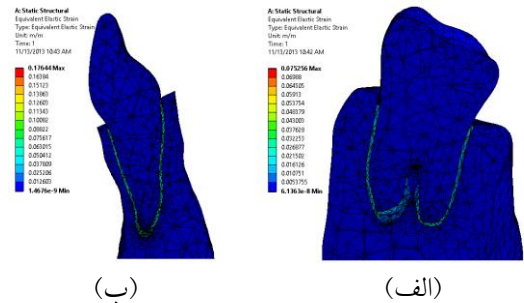 A: Static Structural
Equivalent Elastic Strain
Type: Equivalent Elastic Strain
Unit: m/m
Time: 1
11/13/2013 10:43 AM
0.17644 Max
0.16384
0.15123
0.13863
0.12603
0.11343
0.10082
0.08822
0.075617
0.063015
0.050412
0.037809
0.025206
0.012603
1.4676e-9 Min
(ب)
A: Static Structural
Equivalent Elastic Strain
Type: Equivalent Elastic Strain
Unit: m/m
Time: 1
11/13/2013 10:42 AM
0.075256 Max
0.06988
0.064505
0.05913
0.053754
0.048379
0.043003
0.037628
0.032253
0.026877
0.021502
0.016126
0.010751
0.0053755
6.1363e-8 Min
(الف)